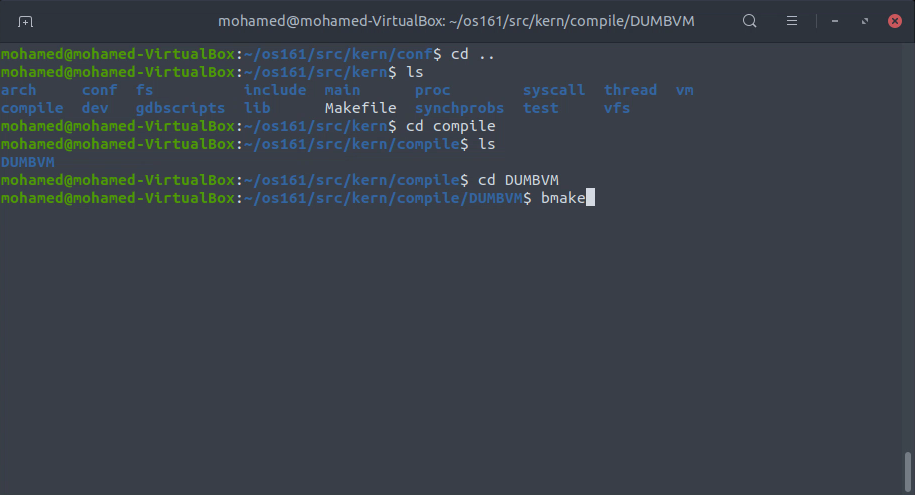 mohamed@mohamed-VirtualBox: ~/os161/src/kern/compile/DUMBVM
mohamed@mohamed-VirtualBox:~/os161/src/kern/conf$ cd ..
mohamed@mohamed-VirtualBox:~/os161/src/kern$ ls
arch     conf  fs          include  main      proc        syscall  thread  vm
compile  dev   gdbscripts  lib      Makefile  synchprobs  test     vfs
mohamed@mohamed-VirtualBox:~/os161/src/kern$ cd compile
mohamed@mohamed-VirtualBox:~/os161/src/kern/compile$ ls
DUMBVM
mohamed@mohamed-VirtualBox:~/os161/src/kern/compile$ cd DUMBVM
mohamed@mohamed-VirtualBox:~/os161/src/kern/compile/DUMBVM$ bmake